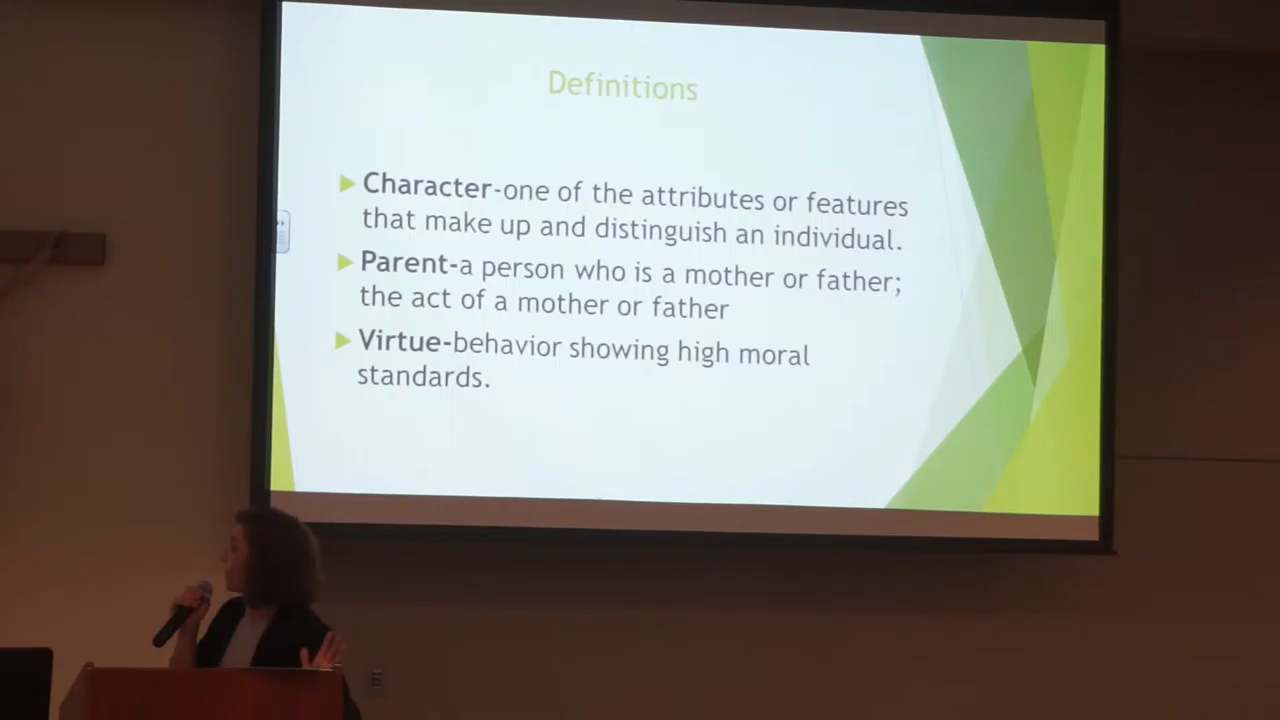 Definitions
Character-one of the attributes or features
that make up and distinguish an individual.
Parent-a person who is a mother or father;
the act of a mother or father
Virtue-behavior showing high moral
standards.